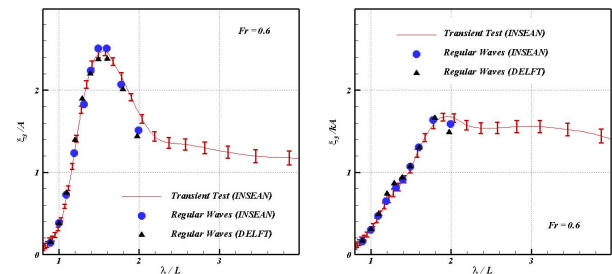 Fr = 0.6
ξ₃ /A
2
1
0
Transient Test (INSEAN)
Regular Waves (INSEAN)
Regular Waves (DELFT)
1
2
3
λ / L
Transient Test (INSEAN)
Regular Waves (INSEAN)
Regular Waves (DELFT)
ξ₅ /kA
2
1
0
Fr = 0.6
1
2
3
λ / L